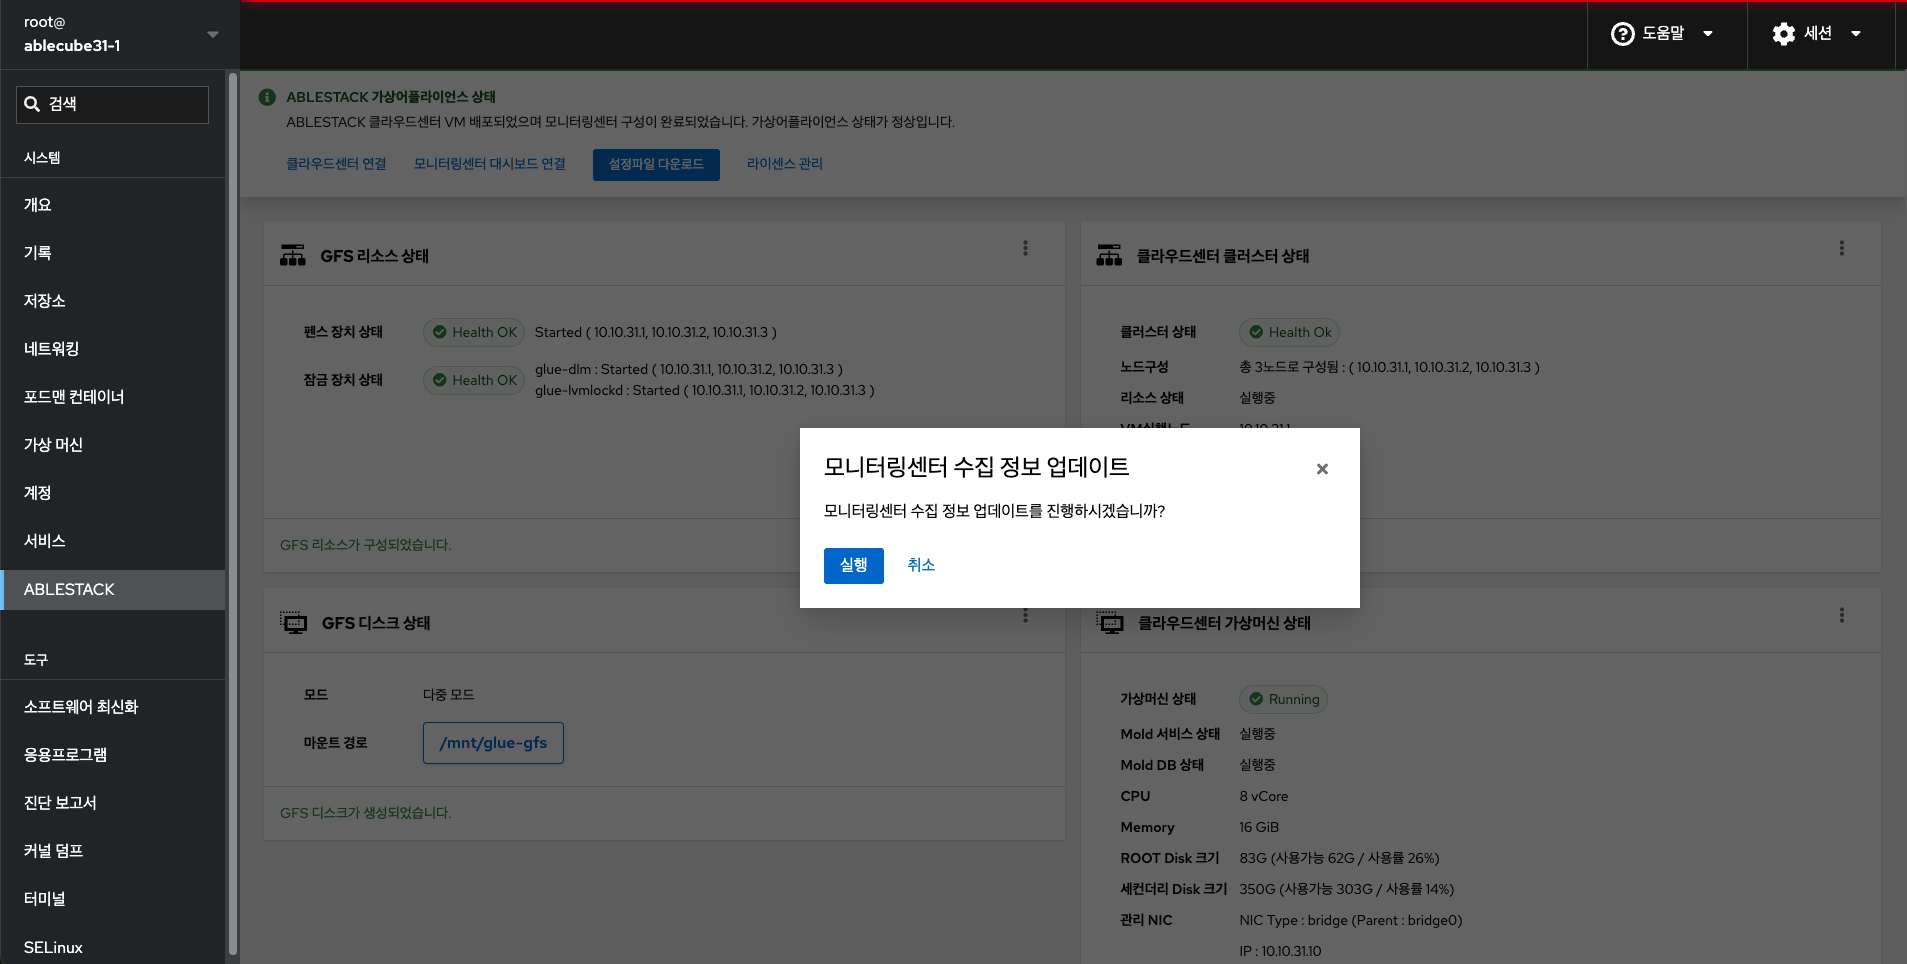 root@
ablecube31-1
도움말
세션
검색
시스템
개요
기록
저장소
네트워킹
포드맨 컨테이너
가상 머신
계정
서비스
ABLESTACK
도구
소프트웨어 최신화
응용프로그램
진단 보고서
커널 덤프
터미널
SELinux
ABLESTACK 가상어플라이언스 상태
ABLESTACK 클라우드센터 VM 배포되었으며 모니터링센터 구성이 완료되었습니다. 가상어플라이언스 상태가 정상입니다.
클라우드센터 연결 모니터링센터 대시보드 연결 설정파일 다운로드 라이센스 관리
GFS 리소스 상태
펜스 장치 상태 Health OK Started ( 10.10.31.1, 10.10.31.2, 10.10.31.3 )
잠금 장치 상태 Health OK glue-dlm : Started ( 10.10.31.1, 10.10.31.2, 10.10.31.3 )
glue-lvmlockd : Started ( 10.10.31.1, 10.10.31.2, 10.10.31.3 )
GFS 리소스가 구성되었습니다.
클라우드센터 클러스터 상태
클러스터 상태 Health Ok
노드구성 총 3노드로 구성됨 : ( 10.10.31.1, 10.10.31.2, 10.10.31.3 )
리소스 상태 실행중
VM실행노드 10.10.31.1
모니터링센터 수집 정보 업데이트
모니터링센터 수집 정보 업데이트를 진행하시겠습니까?
실행 취소
GFS 디스크 상태
모드 다중 모드
마운트 경로 /mnt/glue-gfs
GFS 디스크가 생성되었습니다.
클라우드센터 가상머신 상태
가상머신 상태 Running
Mold 서비스 상태 실행중
Mold DB 상태 실행중
CPU 8 vCore
Memory 16 GiB
ROOT Disk 크기 83G (사용가능 62G / 사용률 26%)
세컨더리 Disk 크기 350G (사용가능 303G / 사용률 14%)
관리 NIC NIC Type : bridge (Parent : bridge0)
IP : 10.10.31.10